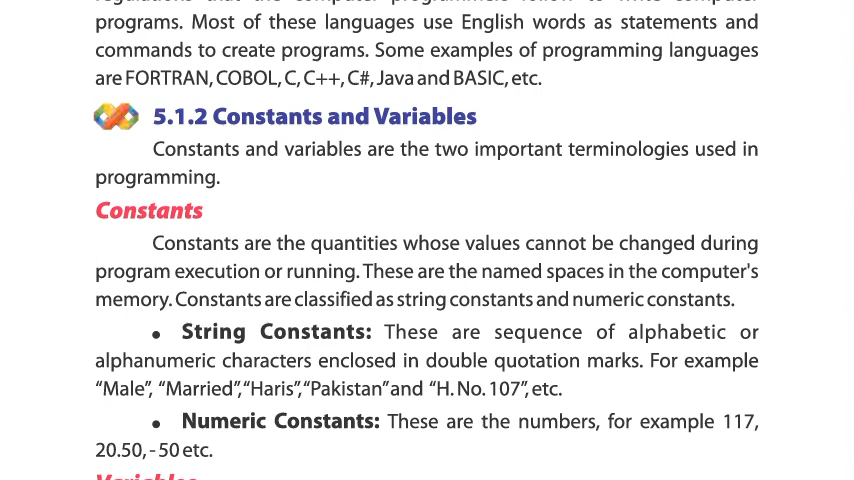 programs. Most of these languages use English words as statements and
commands to create programs. Some examples of programming languages
are FORTRAN, COBOL, C, C++, C#, Java and BASIC, etc.
5.1.2 Constants and Variables
Constants and variables are the two important terminologies used in
programming.
Constants
Constants are the quantities whose values cannot be changed during
program execution or running. These are the named spaces in the computer's
memory. Constants are classified as string constants and numeric constants.
• String Constants: These are sequence of alphabetic or
alphanumeric characters enclosed in double quotation marks. For example
“Male”, “Married”, “Haris”, “Pakistan” and “H. No. 107”, etc.
• Numeric Constants: These are the numbers, for example 117,
20.50, - 50 etc.